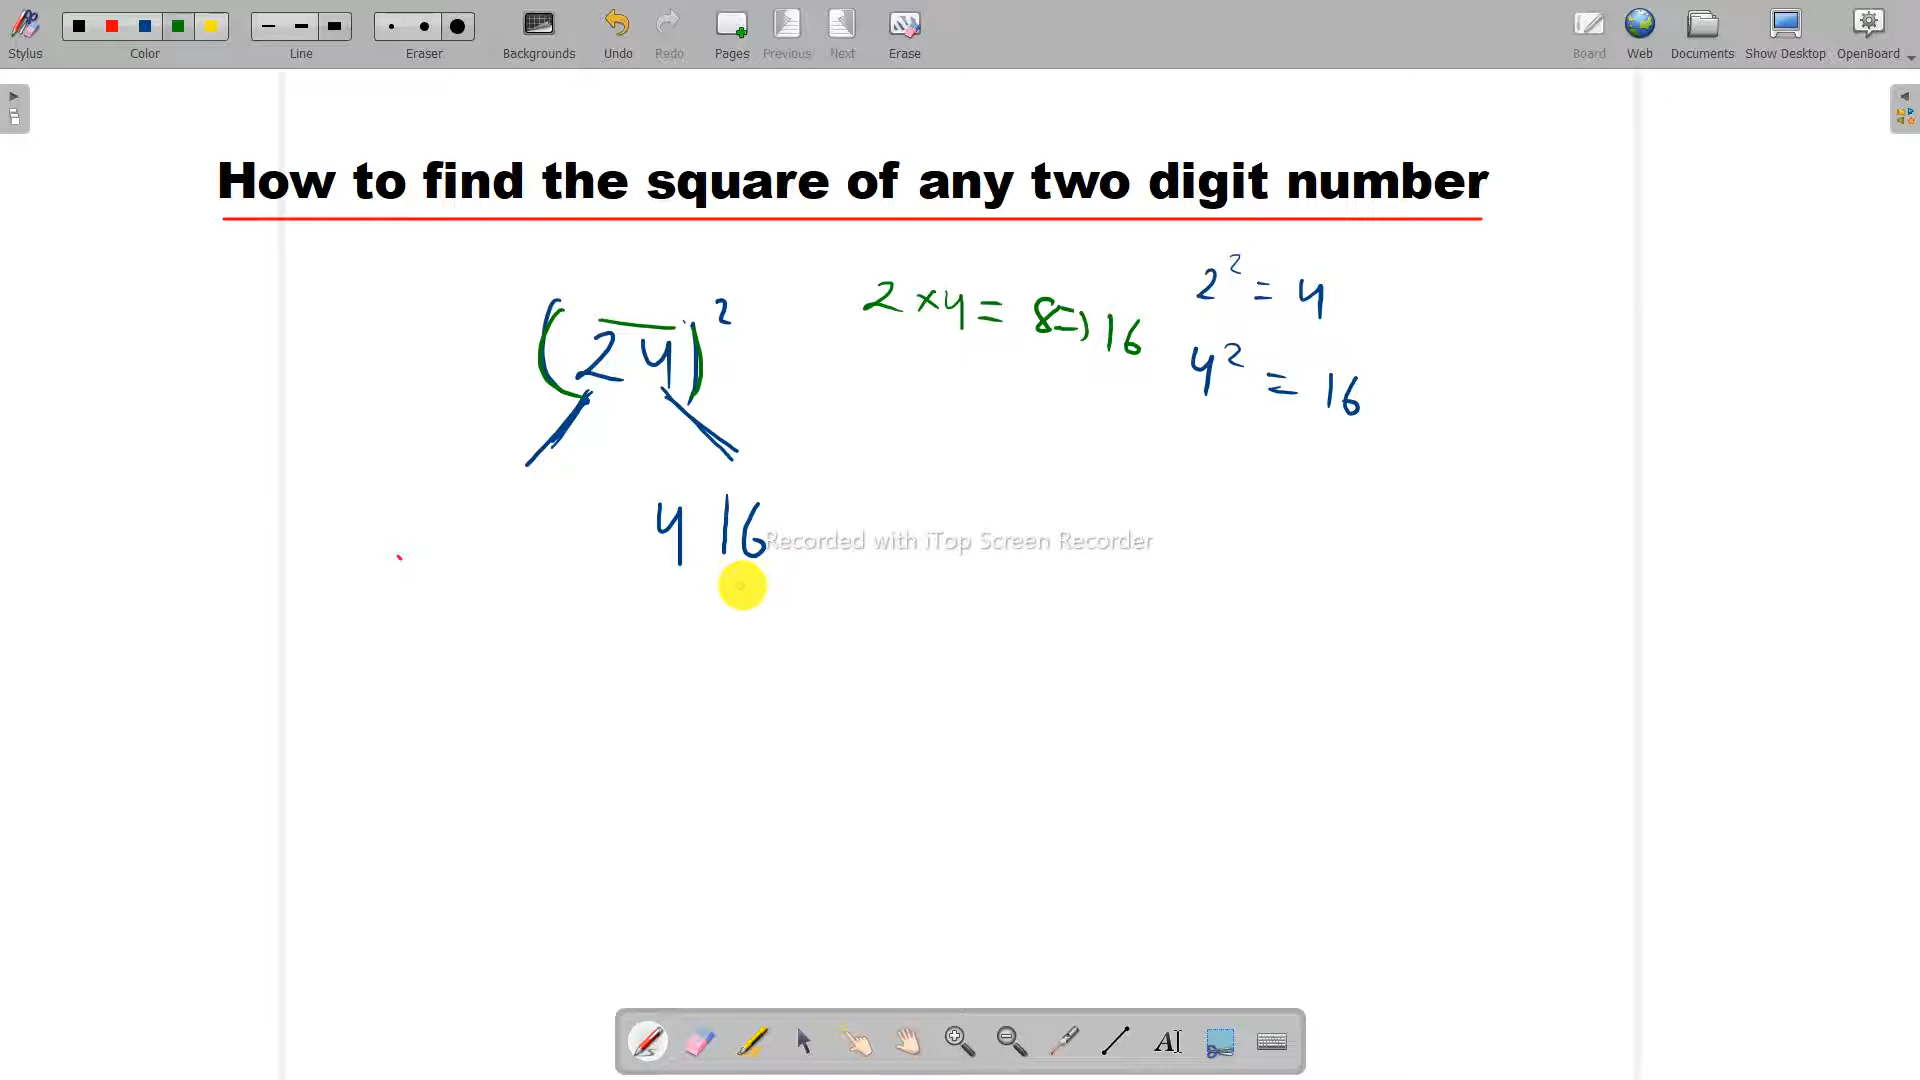 Stylus Color Line Eraser Backgrounds Undo Redo Pages Previous Next Erase Board Web Documents Show Desktop OpenBoard
How to find the square of any two digit number
(24)² 2 × 4 = 8 ⇒ 16 2² = 4
4² = 16
4 16
Recorded with iTop Screen Recorder